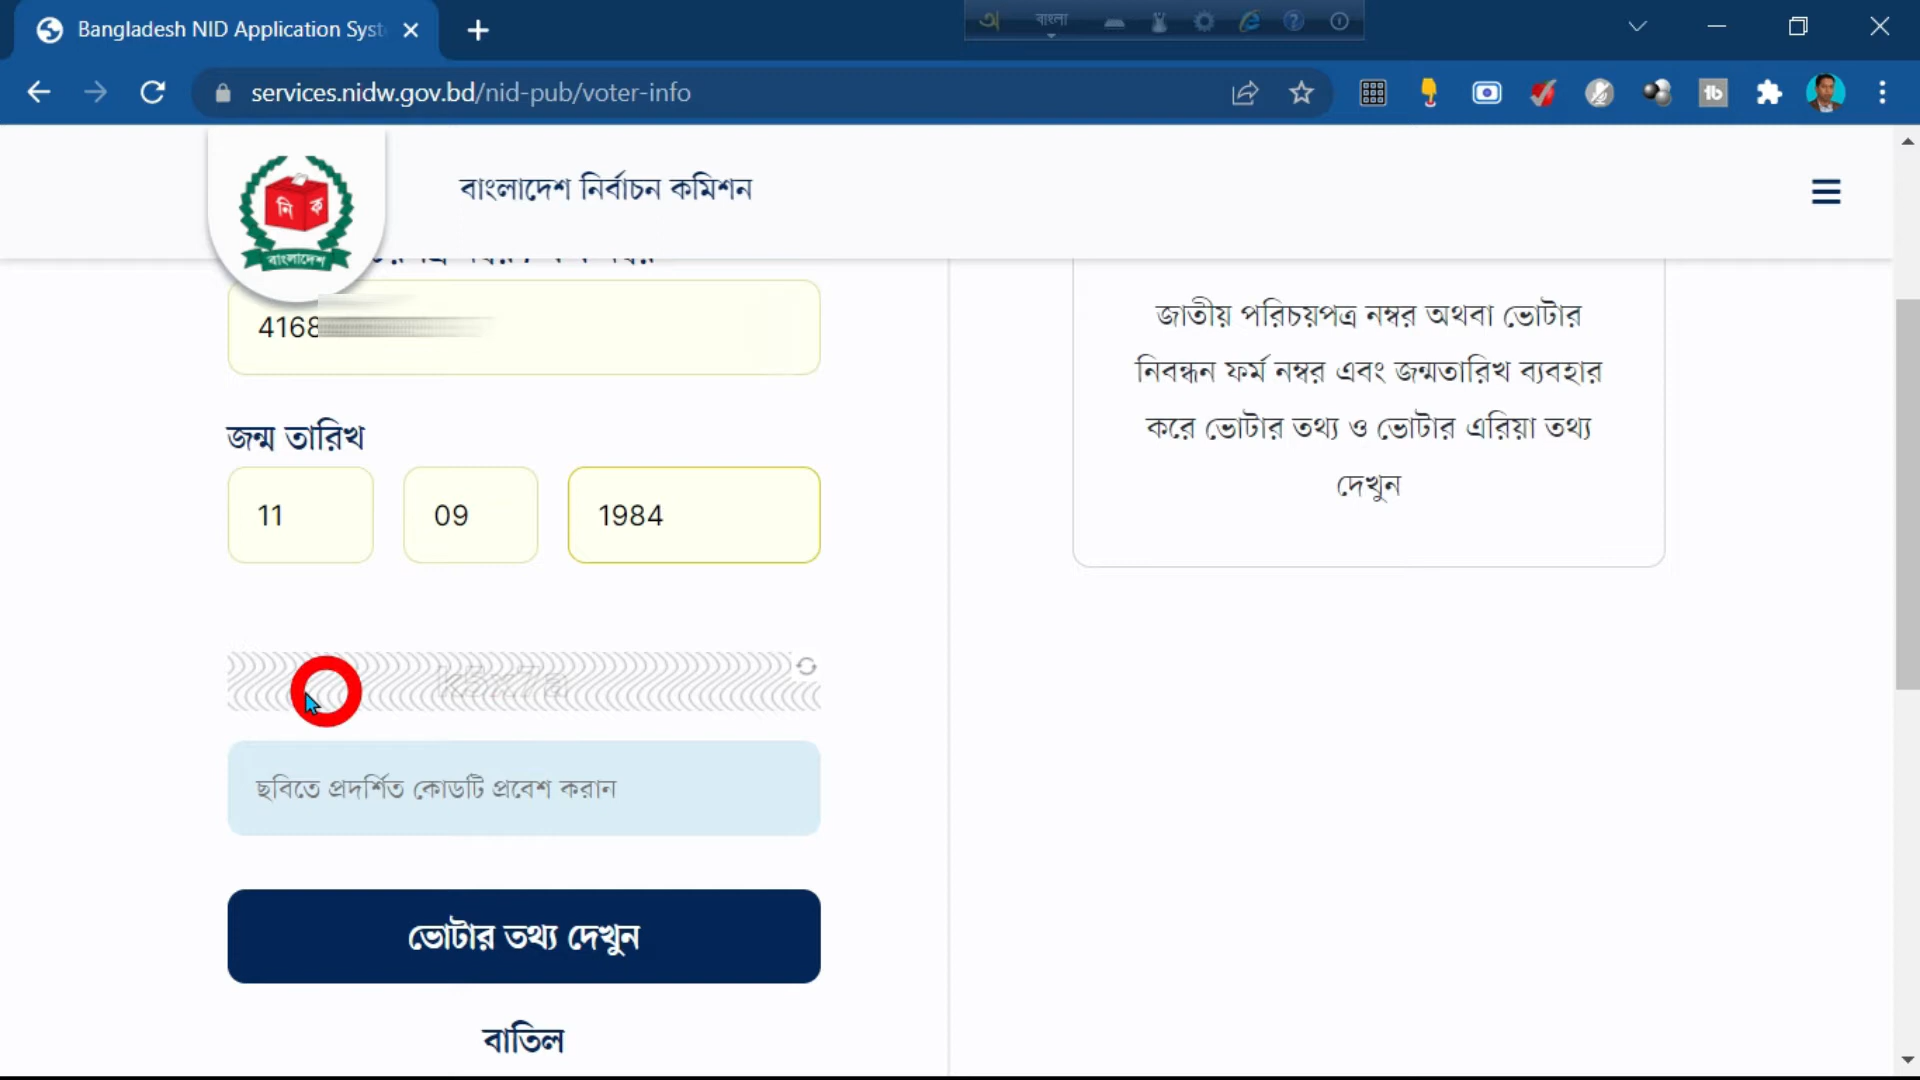 Bangladesh NID Application Syst
বাংলা
services.nidw.gov.bd/nid-pub/voter-info
নি ক
বাংলাদেশ
বাংলাদেশ নির্বাচন কমিশন
4168
জন্ম তারিখ
11 09 1984
k5x7a
ছবিতে প্রদর্শিত কোডটি প্রবেশ করান
ভোটার তথ্য দেখুন
বাতিল
জাতীয় পরিচয়পত্র নম্বর অথবা ভোটার
নিবন্ধন ফর্ম নম্বর এবং জন্মতারিখ ব্যবহার
করে ভোটার তথ্য ও ভোটার এরিয়া তথ্য
দেখুন